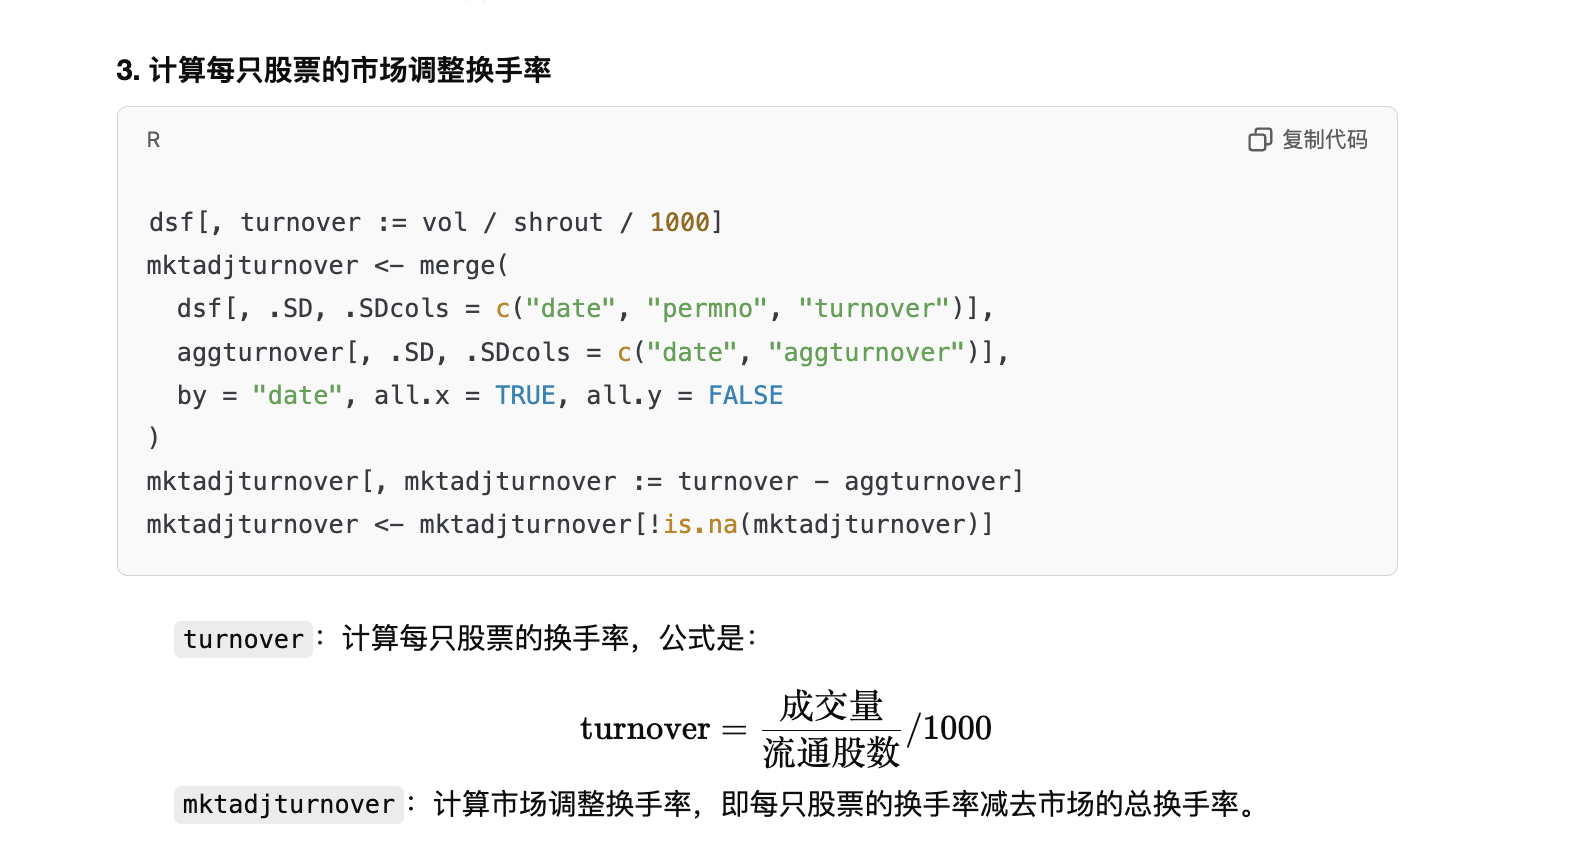 3. 计算每只股票的市场调整换手率
R
复制代码
dsf[, turnover := vol / shrout / 1000]
mktadjturnover <- merge(
  dsf[, .SD, .SDcols = c("date", "permno", "turnover")],
  aggturnover[, .SD, .SDcols = c("date", "aggturnover")],
  by = "date", all.x = TRUE, all.y = FALSE
)
mktadjturnover[, mktadjturnover := turnover - aggturnover]
mktadjturnover <- mktadjturnover[!is.na(mktadjturnover)]
turnover：计算每只股票的换手率，公式是：
turnover = 成交量/流通股数/1000
mktadjturnover：计算市场调整换手率，即每只股票的换手率减去市场的总换手率。